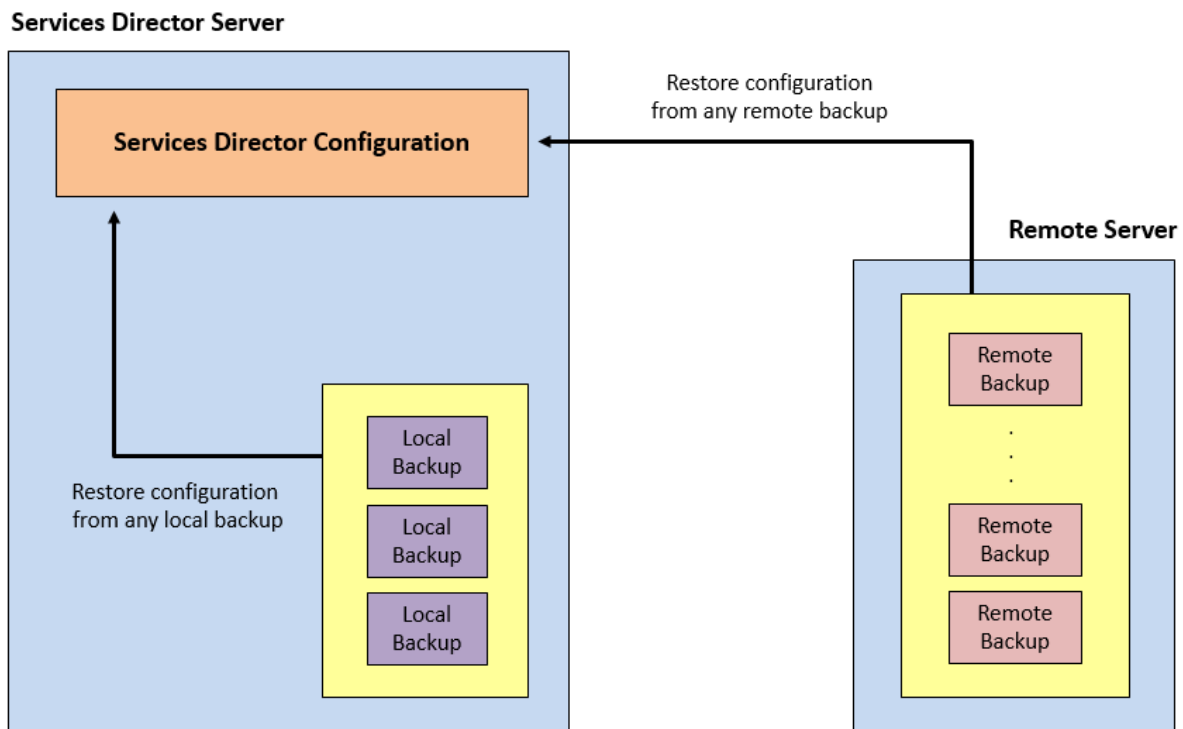 Services Director Server
Services Director Configuration
Restore configuration
from any remote backup
Remote Server
Restore configuration
from any local backup
Local
Backup
Local
Backup
Local
Backup
Remote
Backup
.
.
.
Remote
Backup
Remote
Backup